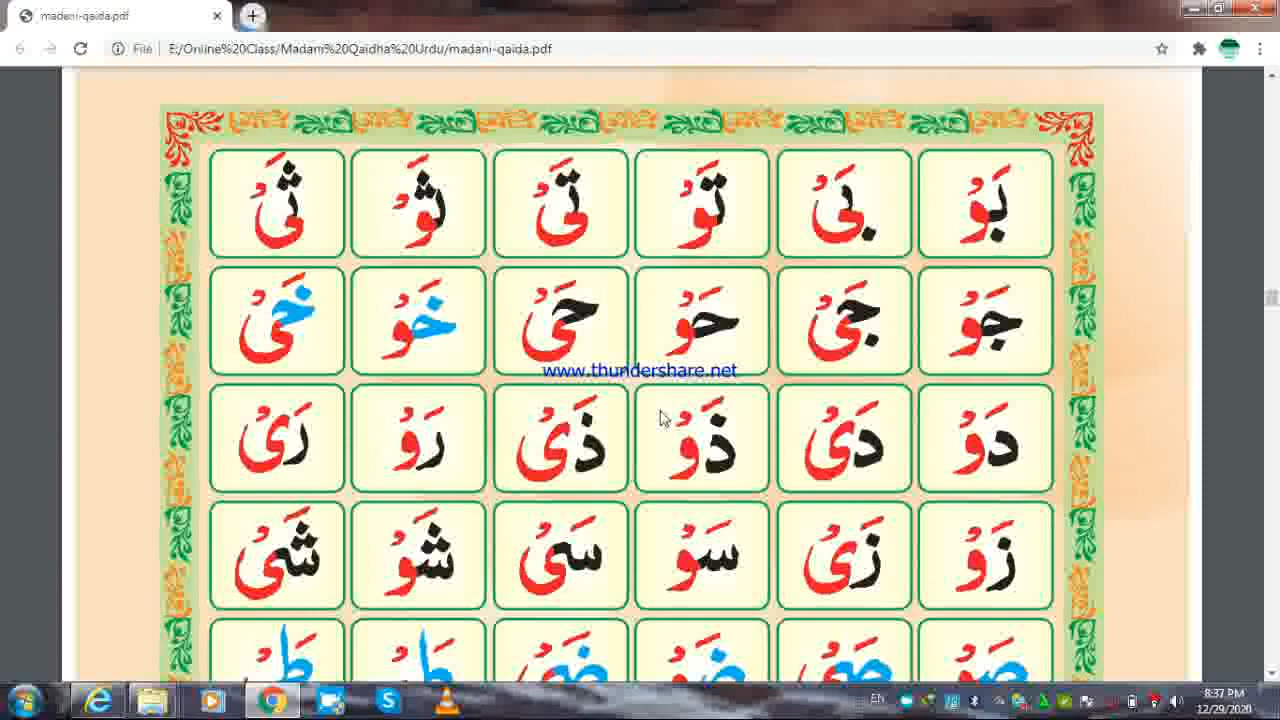 madani-qaida.pdf
File E:/Online%20Class/Madani%20Qaidha%20Urdu/madani-qaida.pdf
بَوْ بَیْ تَوْ تَیْ ثَوْ ثَیْ
جَوْ جَیْ حَوْ حَیْ خَوْ خَیْ
www.thundershare.net
دَوْ دَیْ ذَوْ ذَیْ رَوْ رَیْ
زَوْ زَیْ سَوْ سَیْ شَوْ شَیْ
EN 8:37 PM
12/29/2020